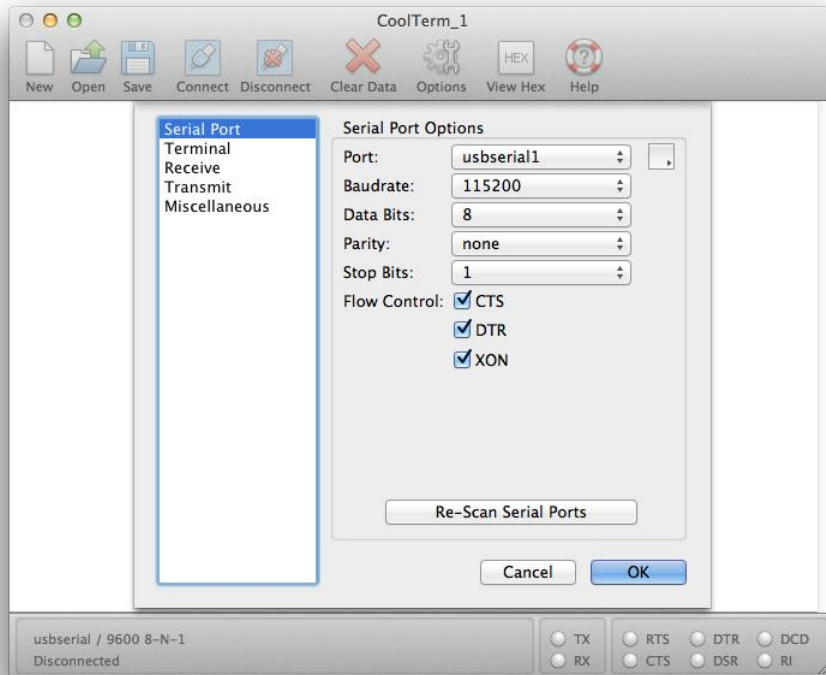 CoolTerm_1
New Open Save Connect Disconnect Clear Data Options HEX View Hex Help
Serial Port
Terminal
Receive
Transmit
Miscellaneous
Serial Port Options
Port: usbserial1
Baudrate: 115200
Data Bits: 8
Parity: none
Stop Bits: 1
Flow Control: CTS
DTR
XON
Re-Scan Serial Ports
Cancel OK
usbserial / 9600 8-N-1
Disconnected
TX RTS DTR DCD
RX CTS DSR RI